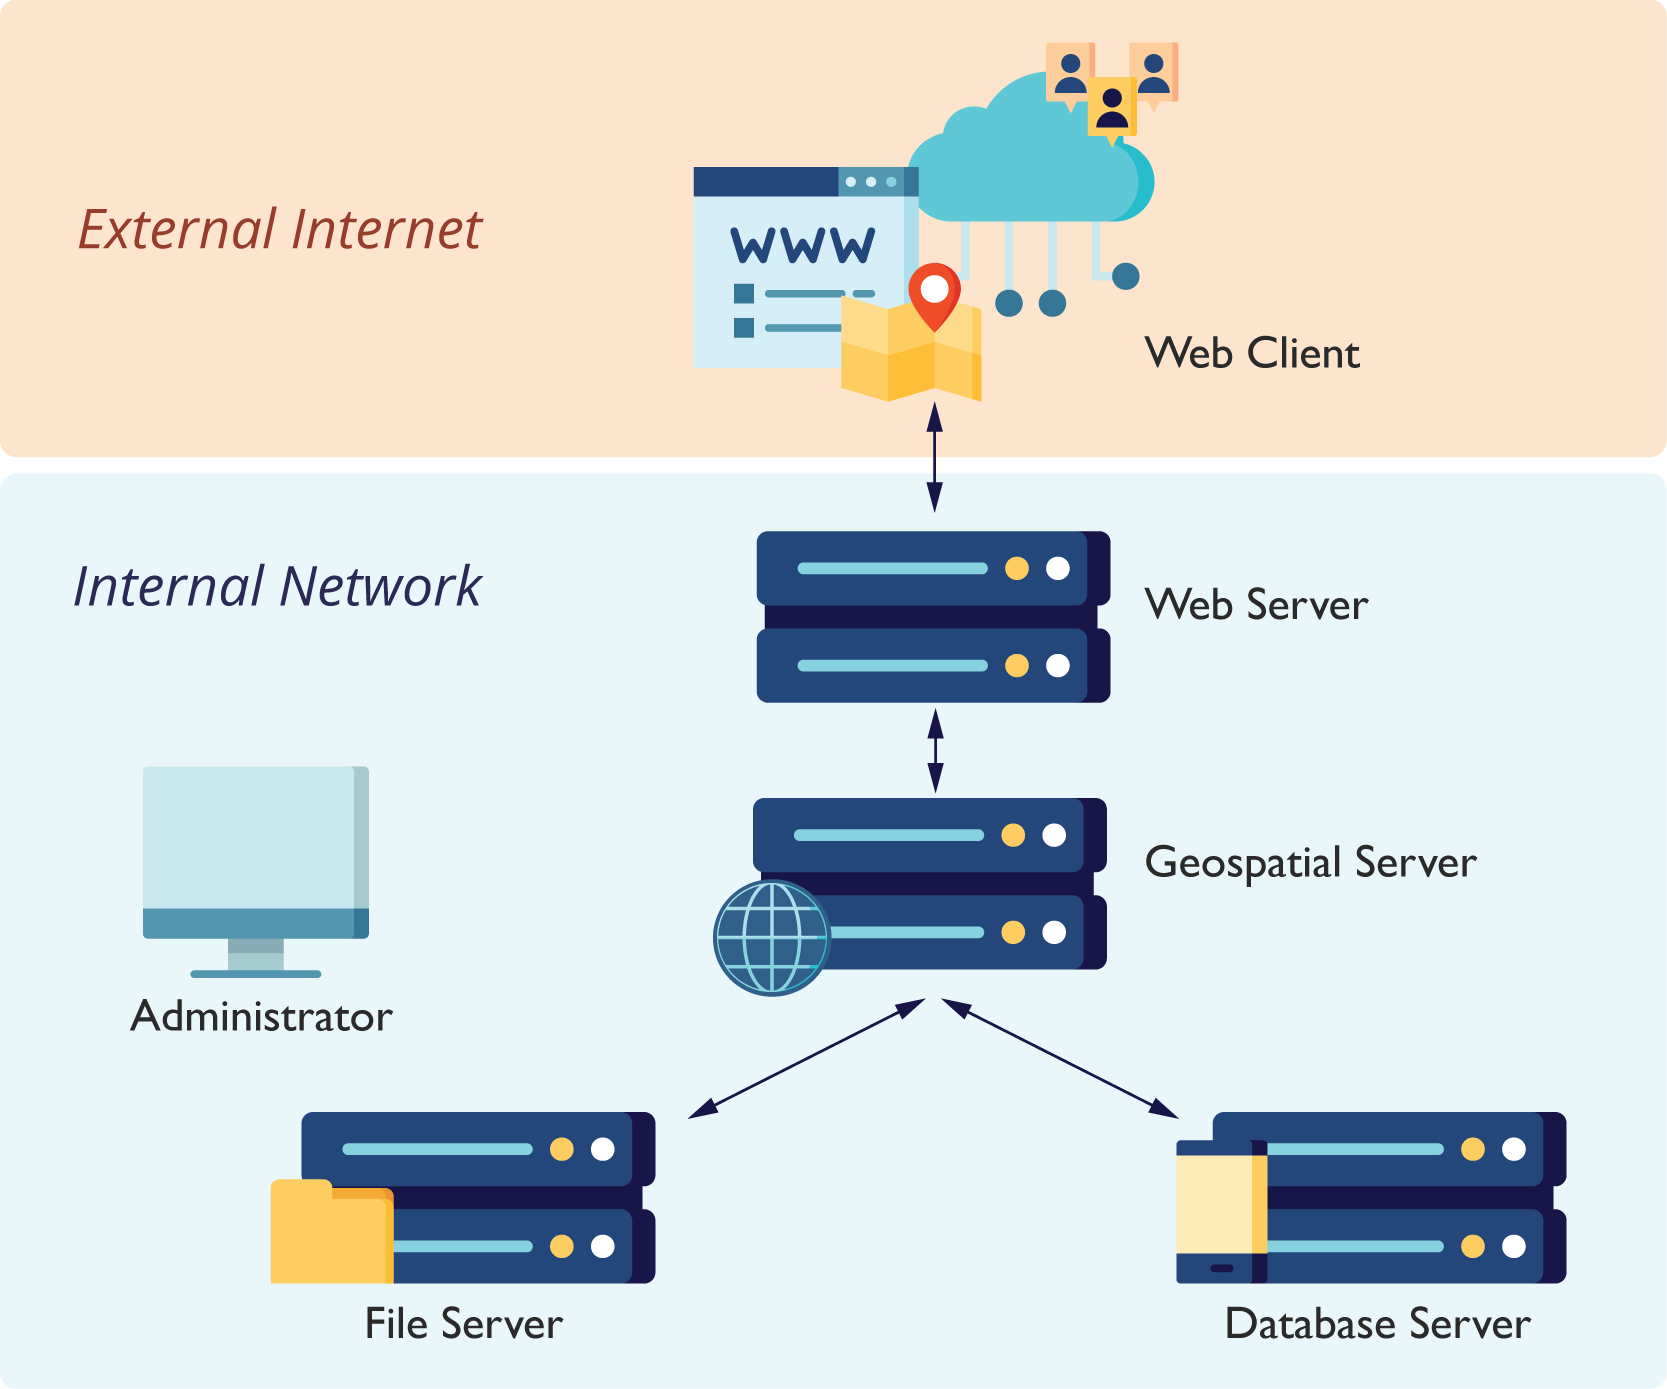 External Internet
WWW
Web Client
Internal Network
Web Server
Geospatial Server
Administrator
File Server
Database Server